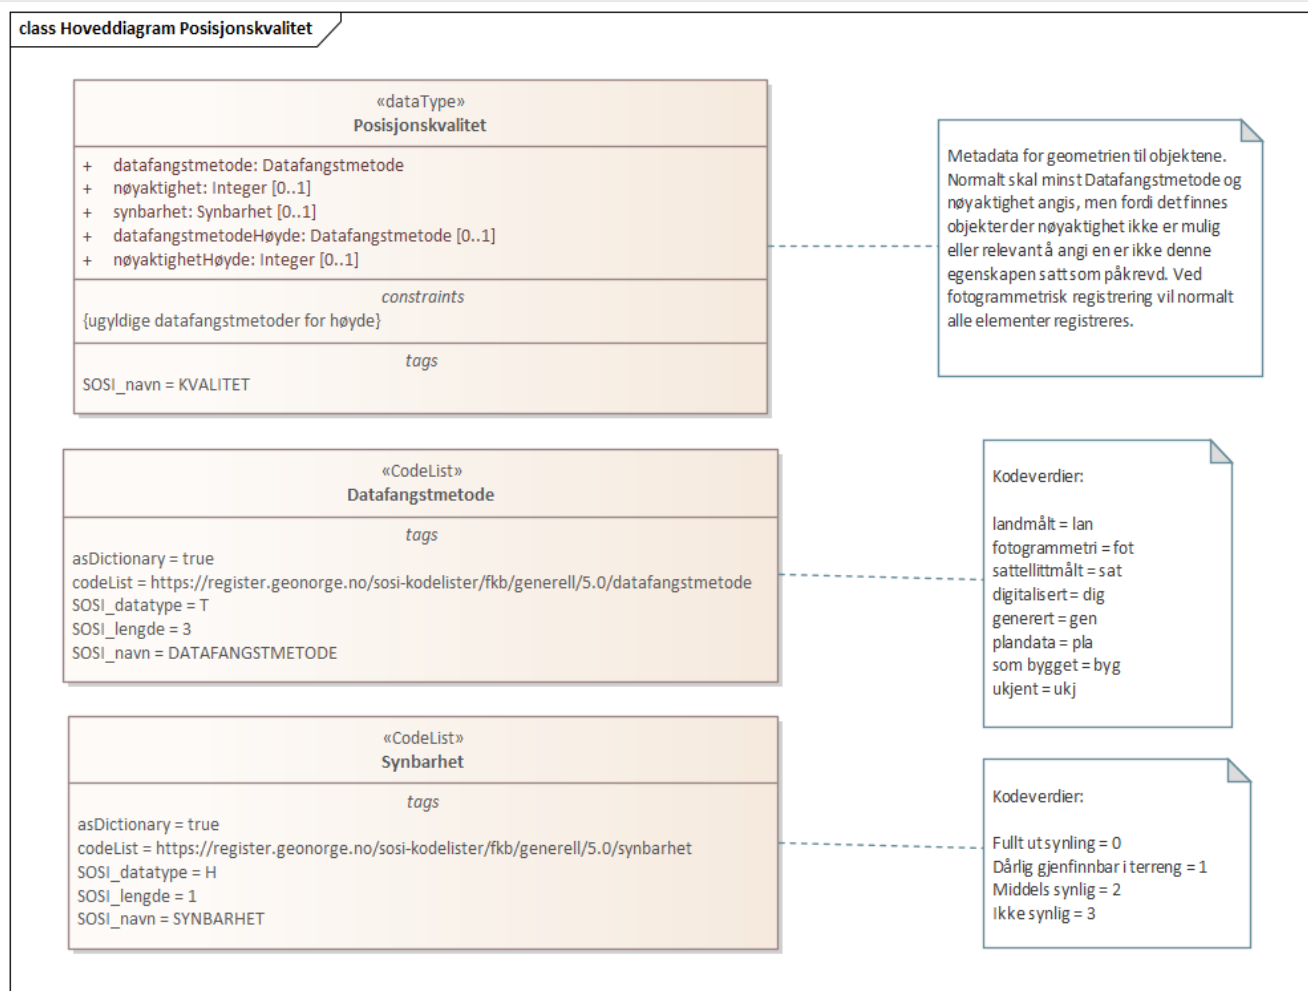 class Hoveddiagram Posisjonskvalitet
«dataType»
Posisjonskvalitet
+ datafangstmetode: Datafangstmetode
+ nøyaktighet: Integer [0..1]
+ synbarhet: Synbarhet [0..1]
+ datafangstmetodeHøyde: Datafangstmetode [0..1]
+ nøyaktighetHøyde: Integer [0..1]
constraints
{ugyldige datafangstmetoder for høyde}
tags
SOSI_navn = KVALITET
Metadata for geometrien til objektene.
Normalt skal minst Datafangstmetode og
nøyaktighet angis, men fordi det finnes
objekter der nøyaktighet ikke er mulig
eller relevant å angi en er ikke denne
egenskapen satt som påkrevd. Ved
fotogrammetrisk registrering vil normalt
alle elementer registreres.
«CodeList»
Datafangstmetode
tags
asDictionary = true
codeList = https://register.geonorge.no/sosi-kodelister/fkb/generell/5.0/datafangstmetode
SOSI_datatype = T
SOSI_lengde = 3
SOSI_navn = DATAFANGSTMETODE
Kodeverdier:
landmålt = lan
fotogrammetri = fot
sattellittmålt = sat
digitalisert = dig
generert = gen
plandata = pla
som bygget = byg
ukjent = ukj
«CodeList»
Synbarhet
tags
asDictionary = true
codeList = https://register.geonorge.no/sosi-kodelister/fkb/generell/5.0/synbarhet
SOSI_datatype = H
SOSI_lengde = 1
SOSI_navn = SYNBARHET
Kodeverdier:
Fullt ut synling = 0
Dårlig gjenfinnbar i terreng = 1
Middels synlig = 2
Ikke synlig = 3